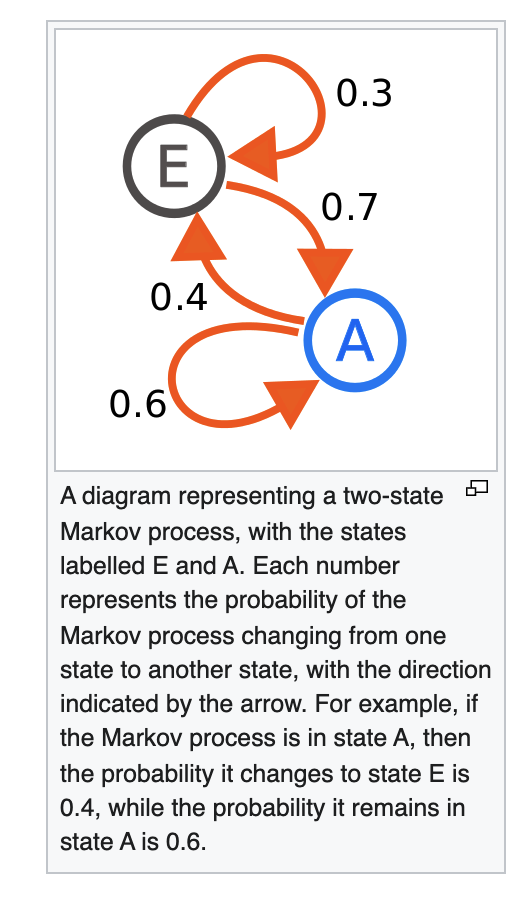 0.3
E
0.7
0.4
A
0.6
A diagram representing a two-state
Markov process, with the states
labelled E and A. Each number
represents the probability of the
Markov process changing from one
state to another state, with the direction
indicated by the arrow. For example, if
the Markov process is in state A, then
the probability it changes to state E is
0.4, while the probability it remains in
state A is 0.6.